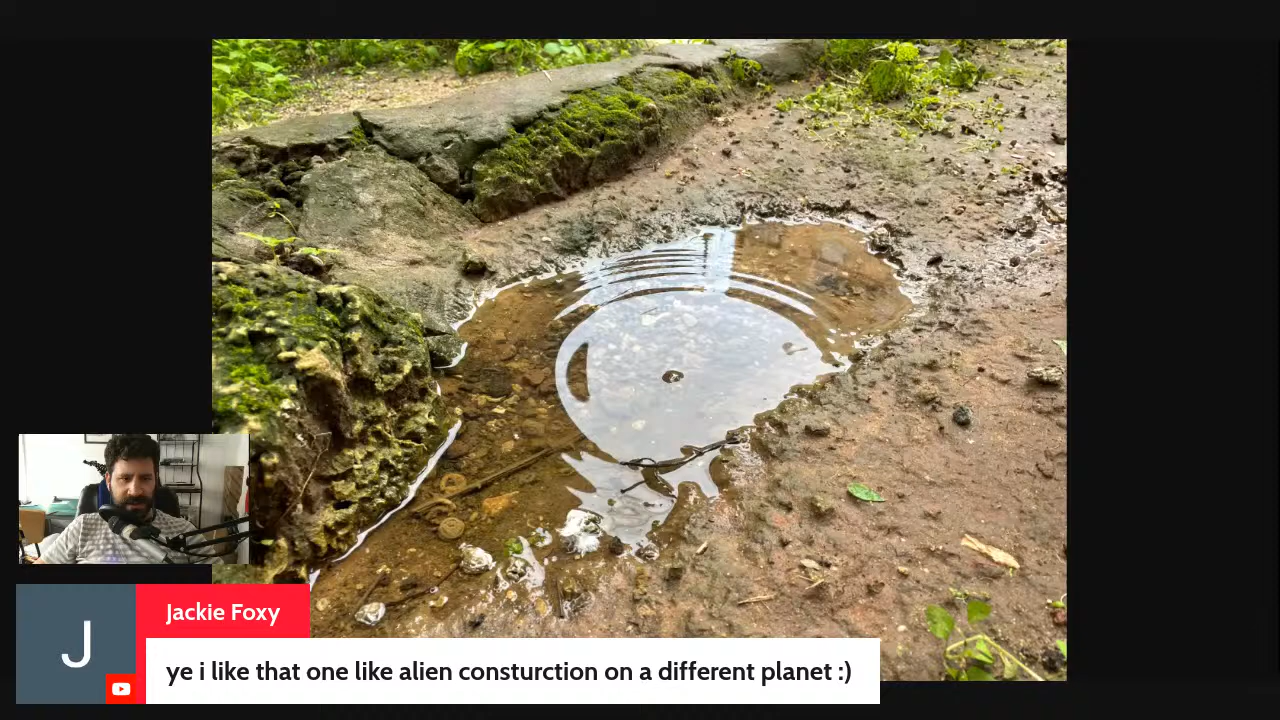 J
Jackie Foxy
ye i like that one like alien consturction on a different planet :)